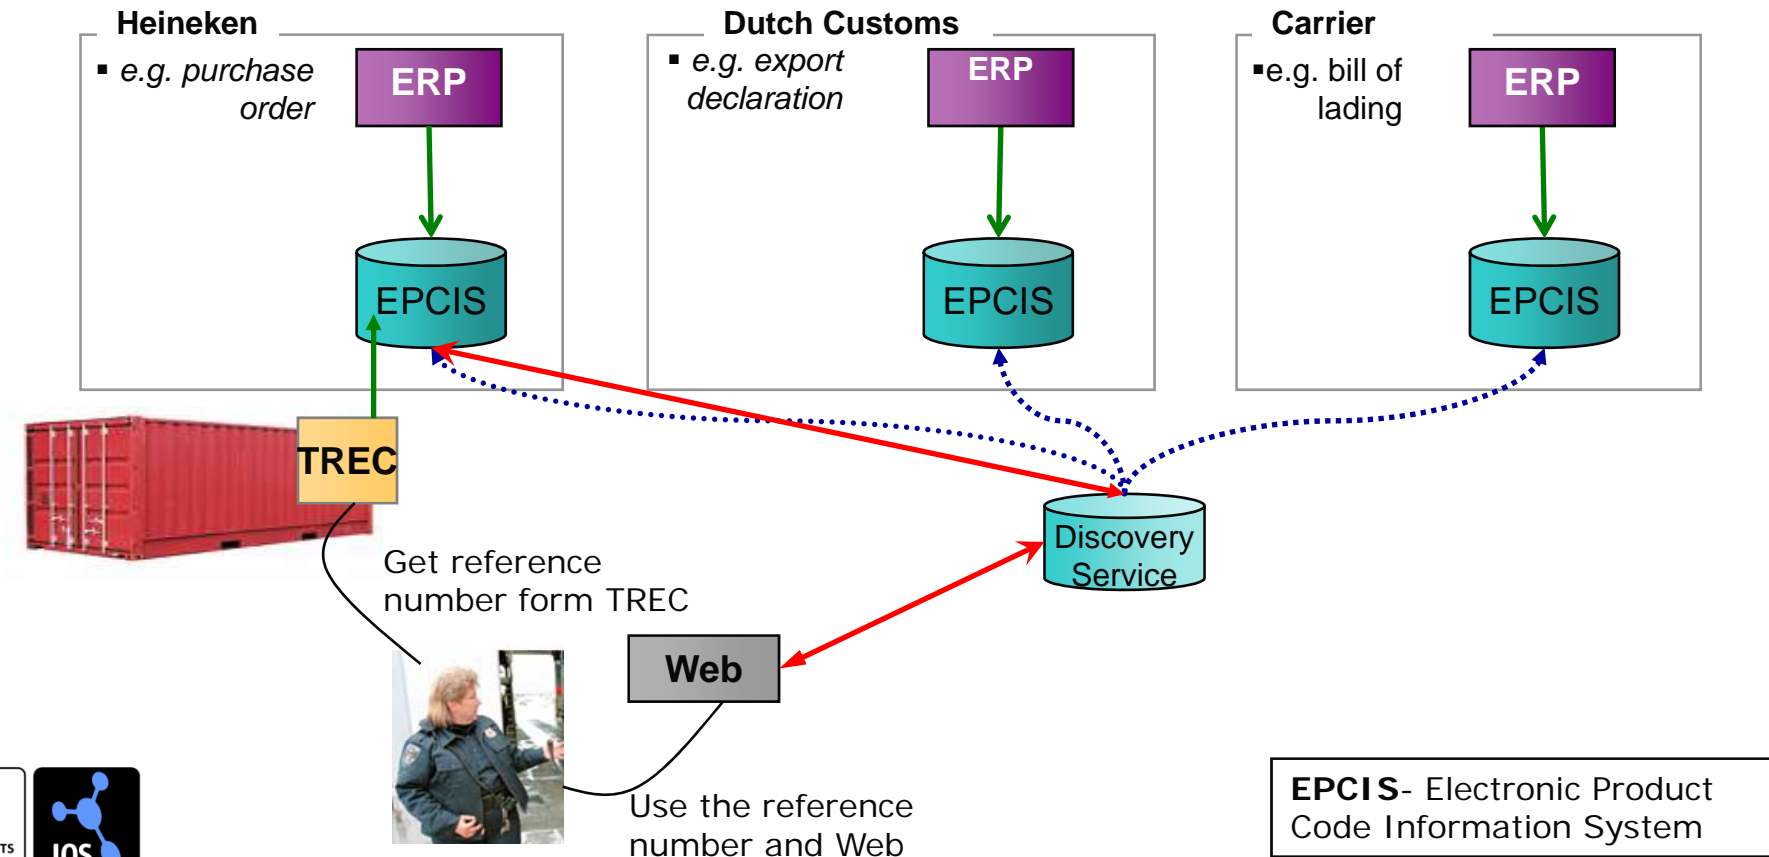 Heineken
▪ e.g. purchase
order
ERP
EPCIS
Dutch Customs
▪ e.g. export
declaration
ERP
EPCIS
Carrier
▪e.g. bill of
lading
ERP
EPCIS
TREC
Get reference
number form TREC
Discovery
Service
Web
Use the reference
number and Web
EPCIS- Electronic Product
Code Information System
TS
IOS